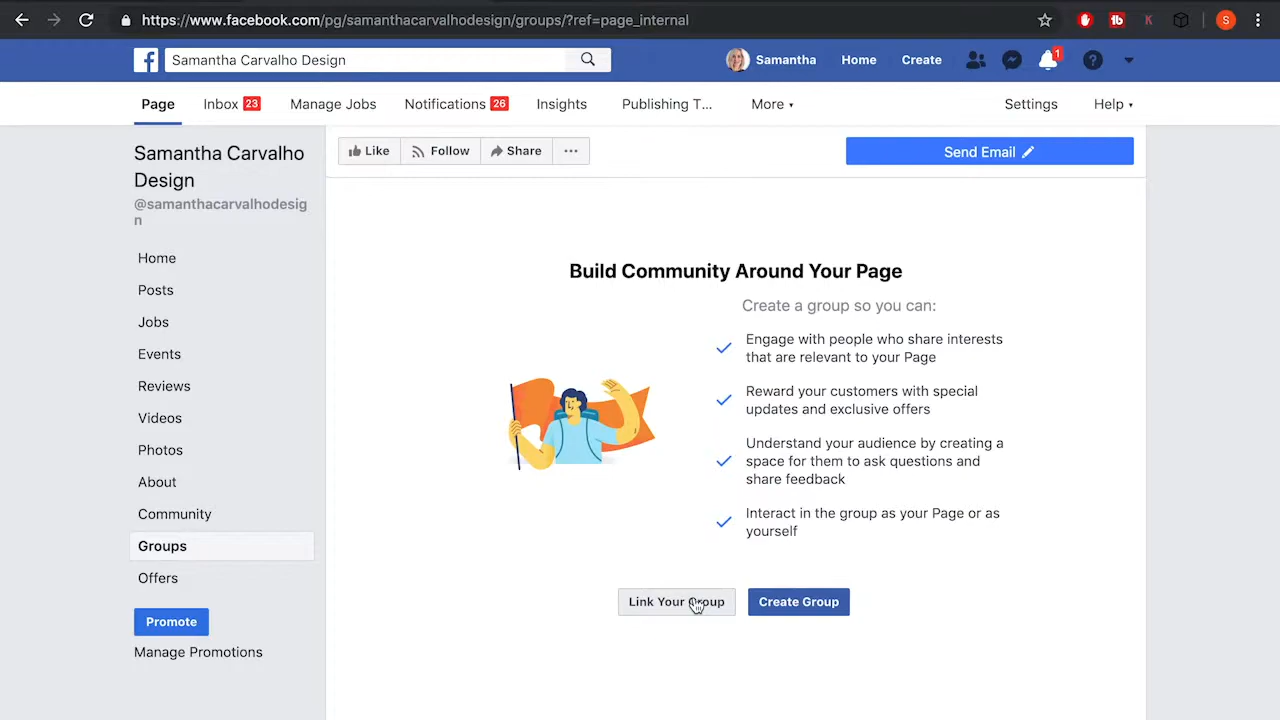 https://www.facebook.com/pg/samanthacarvalhodesign/groups/?ref=page_internal
Samantha Carvalho Design
Samantha
Home
Create
1
Page
Inbox 23
Manage Jobs
Notifications 26
Insights
Publishing T...
More
Settings
Help
Samantha Carvalho
Design
@samanthacarvalhodesig
n
Home
Posts
Jobs
Events
Reviews
Videos
Photos
About
Community
Groups
Offers
Promote
Manage Promotions
Like
Follow
Share
Send Email
Build Community Around Your Page
Create a group so you can:
Engage with people who share interests
that are relevant to your Page
Reward your customers with special
updates and exclusive offers
Understand your audience by creating a
space for them to ask questions and
share feedback
Interact in the group as your Page or as
yourself
Link Your Group
Create Group